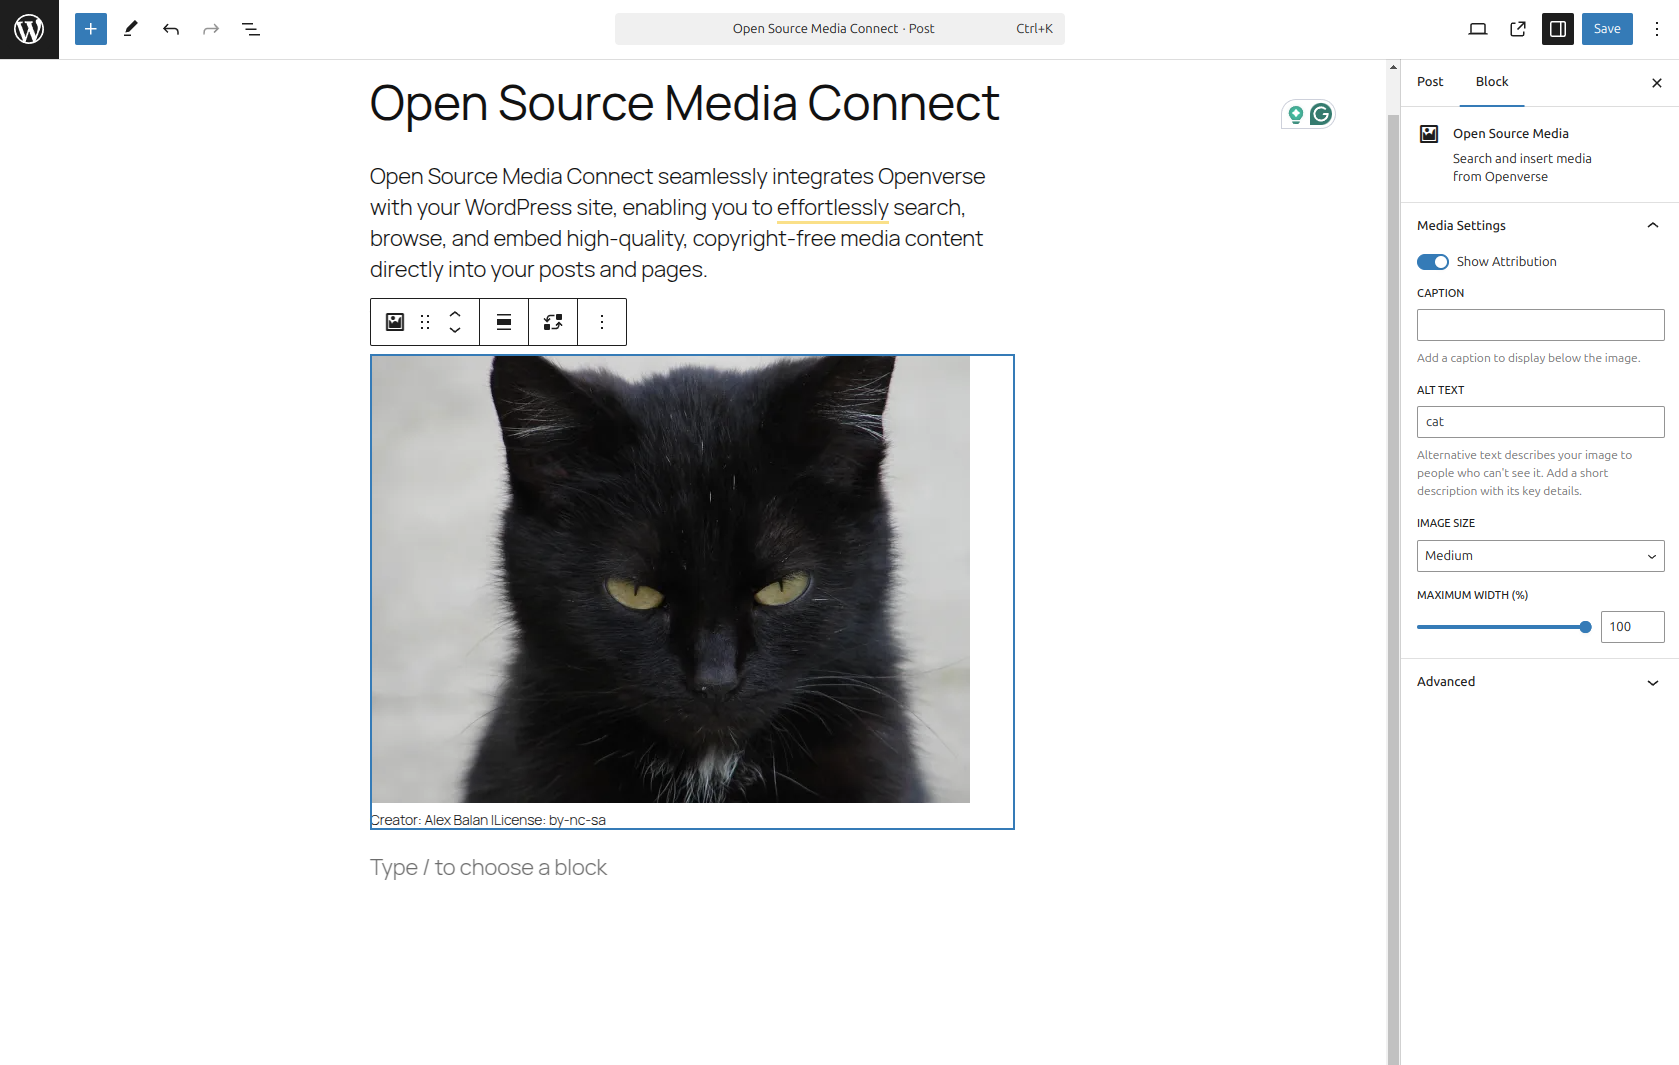 Open Source Media Connect · Post
Ctrl+K
Save
Open Source Media Connect
Open Source Media Connect seamlessly integrates Openverse
with your WordPress site, enabling you to effortlessly search,
browse, and embed high-quality, copyright-free media content
directly into your posts and pages.
Creator: Alex Balan |License: by-nc-sa
Type / to choose a block
Post
Block
Open Source Media
Search and insert media
from Openverse
Media Settings
Show Attribution
CAPTION
Add a caption to display below the image.
ALT TEXT
cat
Alternative text describes your image to
people who can't see it. Add a short
description with its key details.
IMAGE SIZE
Medium
MAXIMUM WIDTH (%)
100
Advanced